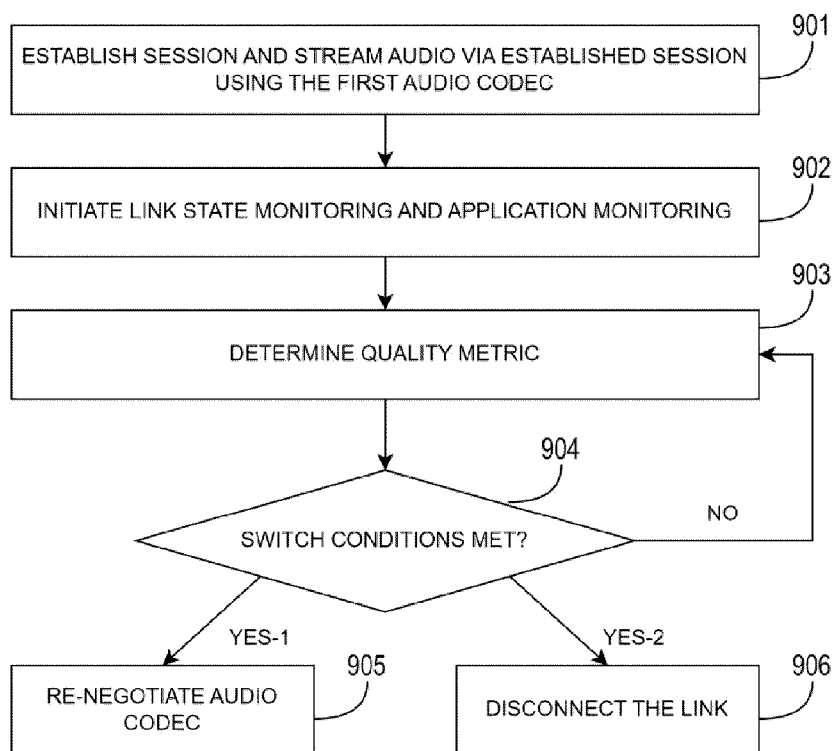 901
ESTABLISH SESSION AND STREAM AUDIO VIA ESTABLISHED SESSION
USING THE FIRST AUDIO CODEC
902
INITIATE LINK STATE MONITORING AND APPLICATION MONITORING
903
DETERMINE QUALITY METRIC
904
SWITCH CONDITIONS MET?
NO
YES-1
YES-2
905
RE-NEGOTIATE AUDIO
CODEC
906
DISCONNECT THE LINK